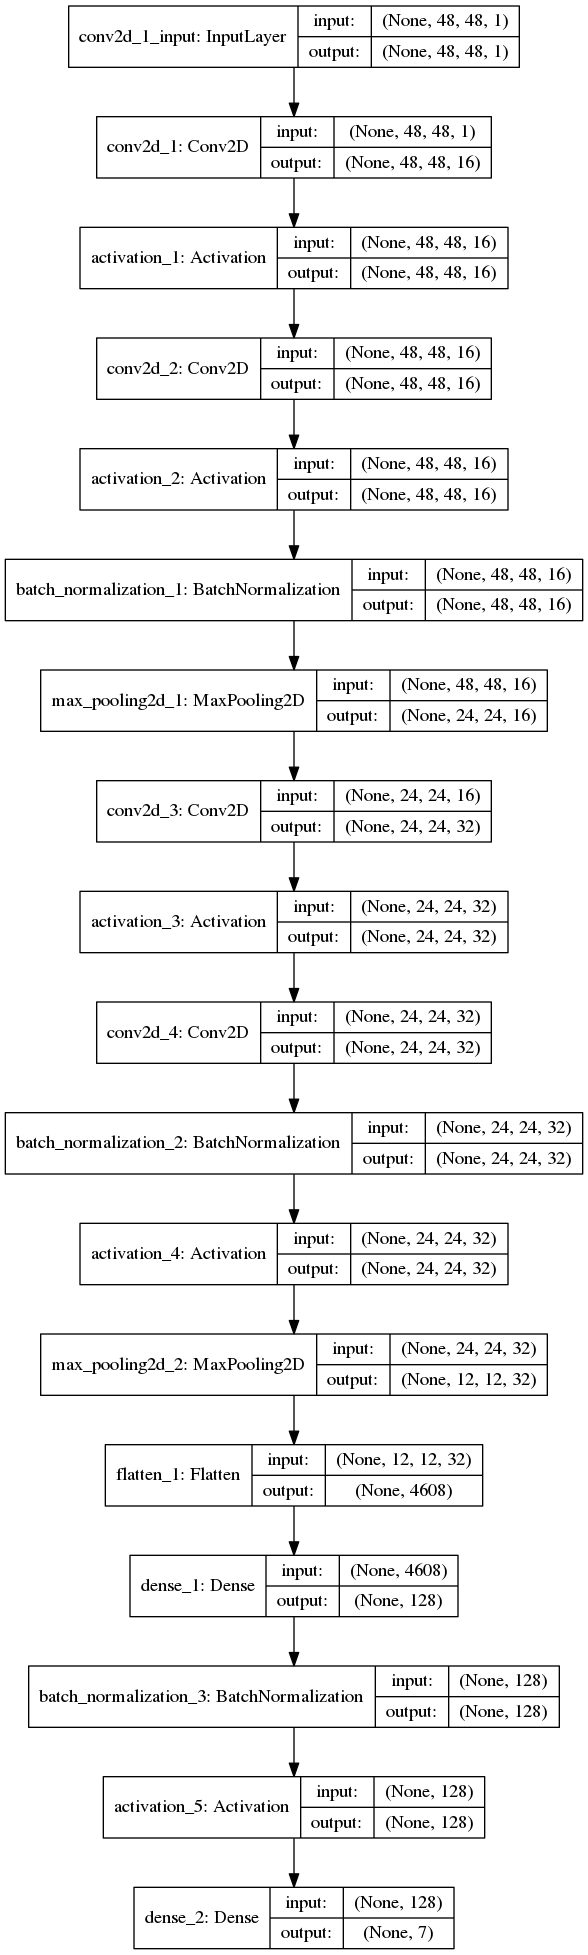 conv2d_1_input: InputLayer
input: (None, 48, 48, 1)
output: (None, 48, 48, 1)
conv2d_1: Conv2D
input: (None, 48, 48, 1)
output: (None, 48, 48, 16)
activation_1: Activation
input: (None, 48, 48, 16)
output: (None, 48, 48, 16)
conv2d_2: Conv2D
input: (None, 48, 48, 16)
output: (None, 48, 48, 16)
activation_2: Activation
input: (None, 48, 48, 16)
output: (None, 48, 48, 16)
batch_normalization_1: BatchNormalization
input: (None, 48, 48, 16)
output: (None, 48, 48, 16)
max_pooling2d_1: MaxPooling2D
input: (None, 48, 48, 16)
output: (None, 24, 24, 16)
conv2d_3: Conv2D
input: (None, 24, 24, 16)
output: (None, 24, 24, 32)
activation_3: Activation
input: (None, 24, 24, 32)
output: (None, 24, 24, 32)
conv2d_4: Conv2D
input: (None, 24, 24, 32)
output: (None, 24, 24, 32)
batch_normalization_2: BatchNormalization
input: (None, 24, 24, 32)
output: (None, 24, 24, 32)
activation_4: Activation
input: (None, 24, 24, 32)
output: (None, 24, 24, 32)
max_pooling2d_2: MaxPooling2D
input: (None, 24, 24, 32)
output: (None, 12, 12, 32)
flatten_1: Flatten
input: (None, 12, 12, 32)
output: (None, 4608)
dense_1: Dense
input: (None, 4608)
output: (None, 128)
batch_normalization_3: BatchNormalization
input: (None, 128)
output: (None, 128)
activation_5: Activation
input: (None, 128)
output: (None, 128)
dense_2: Dense
input: (None, 128)
output: (None, 7)